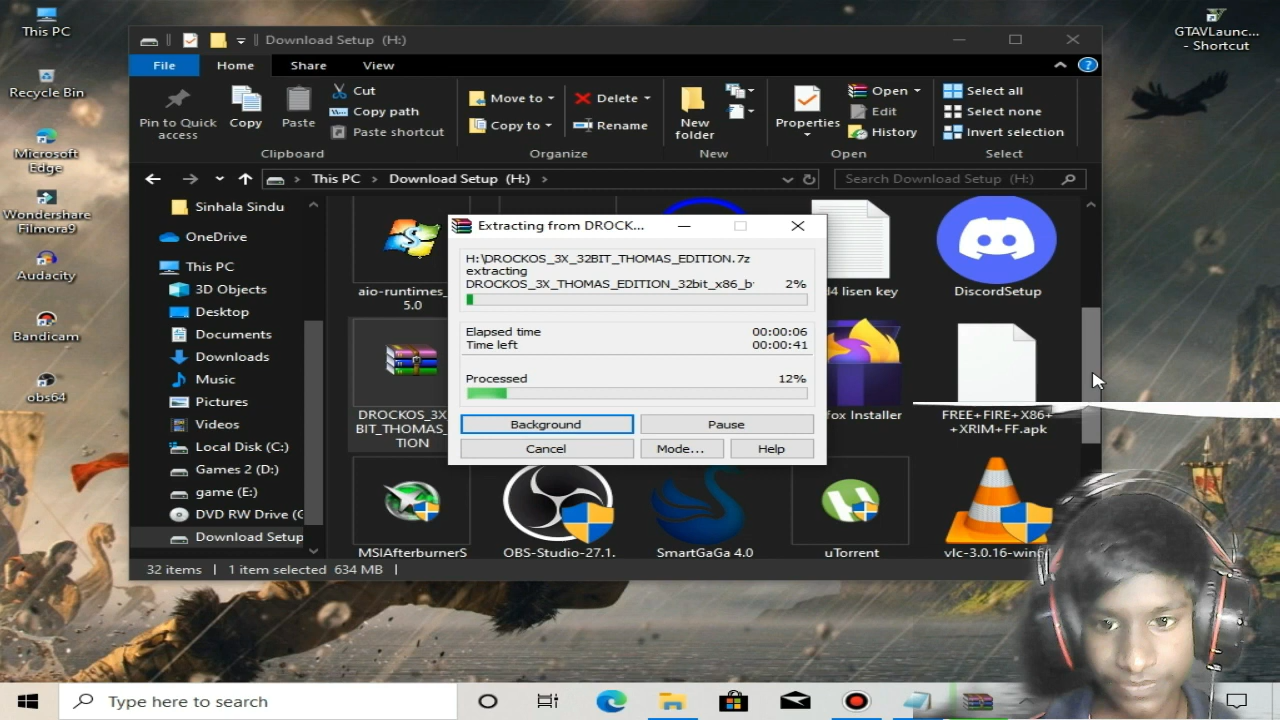 This PC
Recycle Bin
Microsoft
Edge
Wondershare
Filmora9
Audacity
Bandicam
obs64
GTAVLaunc...
- Shortcut
Download Setup (H:)
File
Home
Share
View
Pin to Quick
access
Copy
Paste
Cut
Copy path
Paste shortcut
Clipboard
Move to
Copy to
Delete
Rename
Organize
New
folder
New
Properties
Open
Edit
History
Open
Select all
Select none
Invert selection
Select
This PC
Download Setup (H:)
Search Download Setup (H:)
Sinhala Sindu
OneDrive
This PC
3D Objects
Desktop
Documents
Downloads
Music
Pictures
Videos
Local Disk (C:)
Games 2 (D:)
game (E:)
DVD RW Drive (
Download Setup
aio-runtimes_
5.0
l4 lisen key
DiscordSetup
DROCKOS_3X
BIT_THOMAS_
TION
fox Installer
FREE+FIRE+X86+
+XRIM+FF.apk
MSIAfterburnerS
OBS-Studio-27.1.
SmartGaGa 4.0
uTorrent
vlc-3.0.16-win
Extracting from DROCK...
H:\DROCKOS_3X_32BIT_THOMAS_EDITION.7z
extracting
DROCKOS_3X_THOMAS_EDITION_32bit_x86_b
2%
Elapsed time
00:00:06
Time left
00:00:41
Processed
12%
Background
Pause
Cancel
Mode...
Help
32 items
1 item selected 634 MB
Type here to search